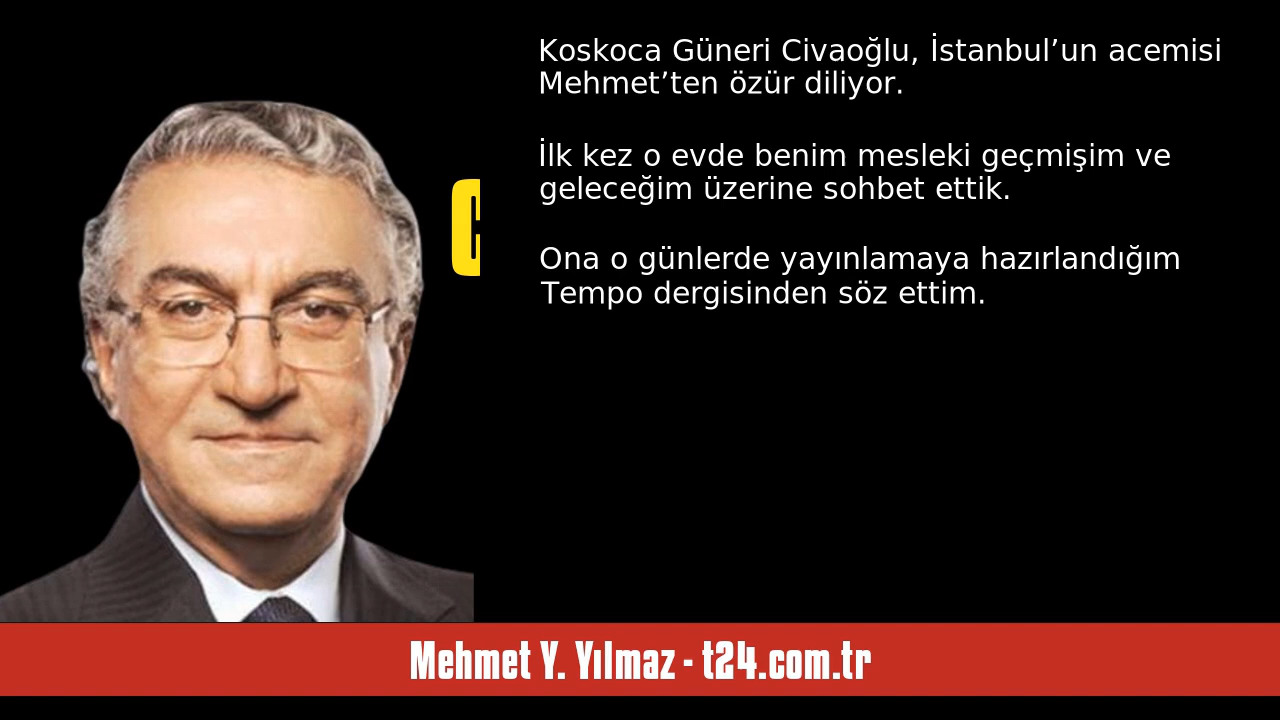 Koskoca Güneri Civaoğlu, İstanbul’un acemisi
Mehmet’ten özür diliyor.
İlk kez o evde benim mesleki geçmişim ve
geleceğim üzerine sohbet ettik.
Ona o günlerde yayınlamaya hazırlandığım
Tempo dergisinden söz ettim.
Mehmet Y. Yılmaz - t24.com.tr